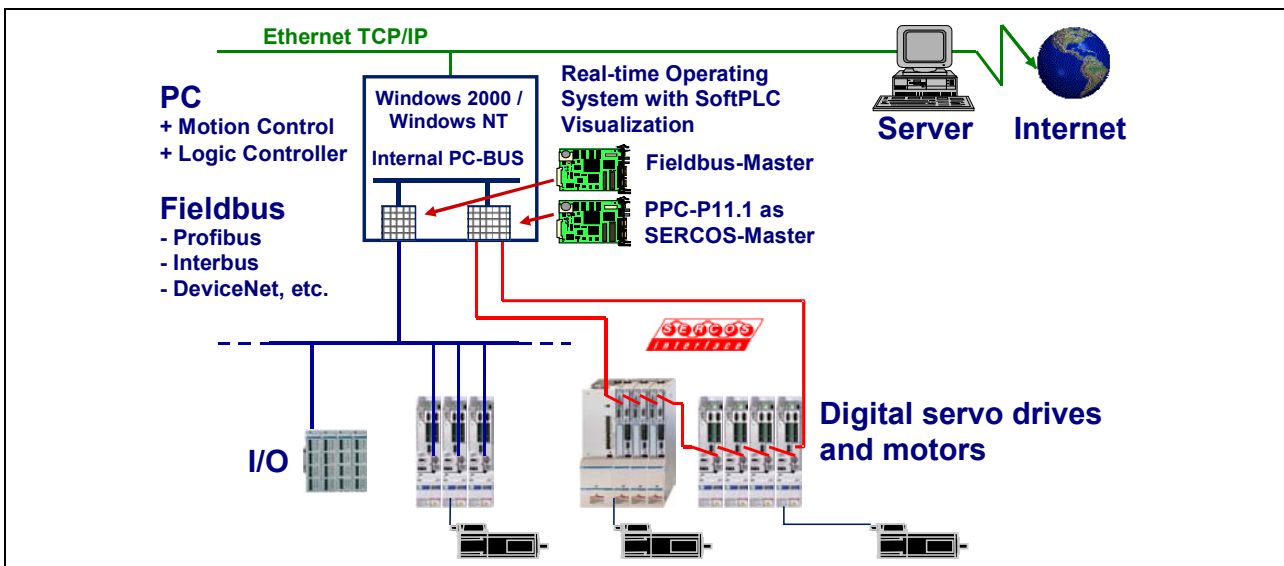 Ethernet TCP/IP
PC
+ Motion Control
+ Logic Controller
Windows 2000 /
Windows NT
Internal PC-BUS
Real-time Operating
System with SoftPLC
Visualization
Fieldbus-Master
PPC-P11.1 as
SERCOS-Master
Server
Internet
Fieldbus
- Profibus
- Interbus
- DeviceNet, etc.
SERCOS
interface
I/O
Digital servo drives
and motors